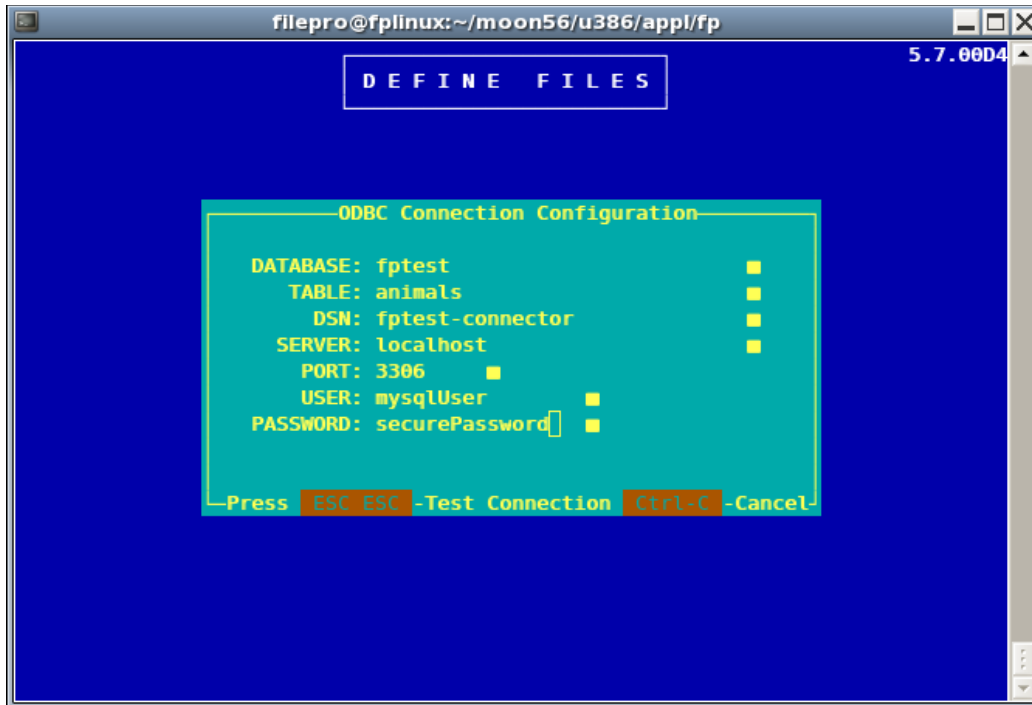 filepro@fplinux:~/moon56/u386/appl/fp
5.7.00D4
D E F I N E   F I L E S
ODBC Connection Configuration
DATABASE: fptest
TABLE: animals
DSN: fptest-connector
SERVER: localhost
PORT: 3306
USER: mysqlUser
PASSWORD: securePassword
Press ESC ESC -Test Connection Ctrl-C -Cancel